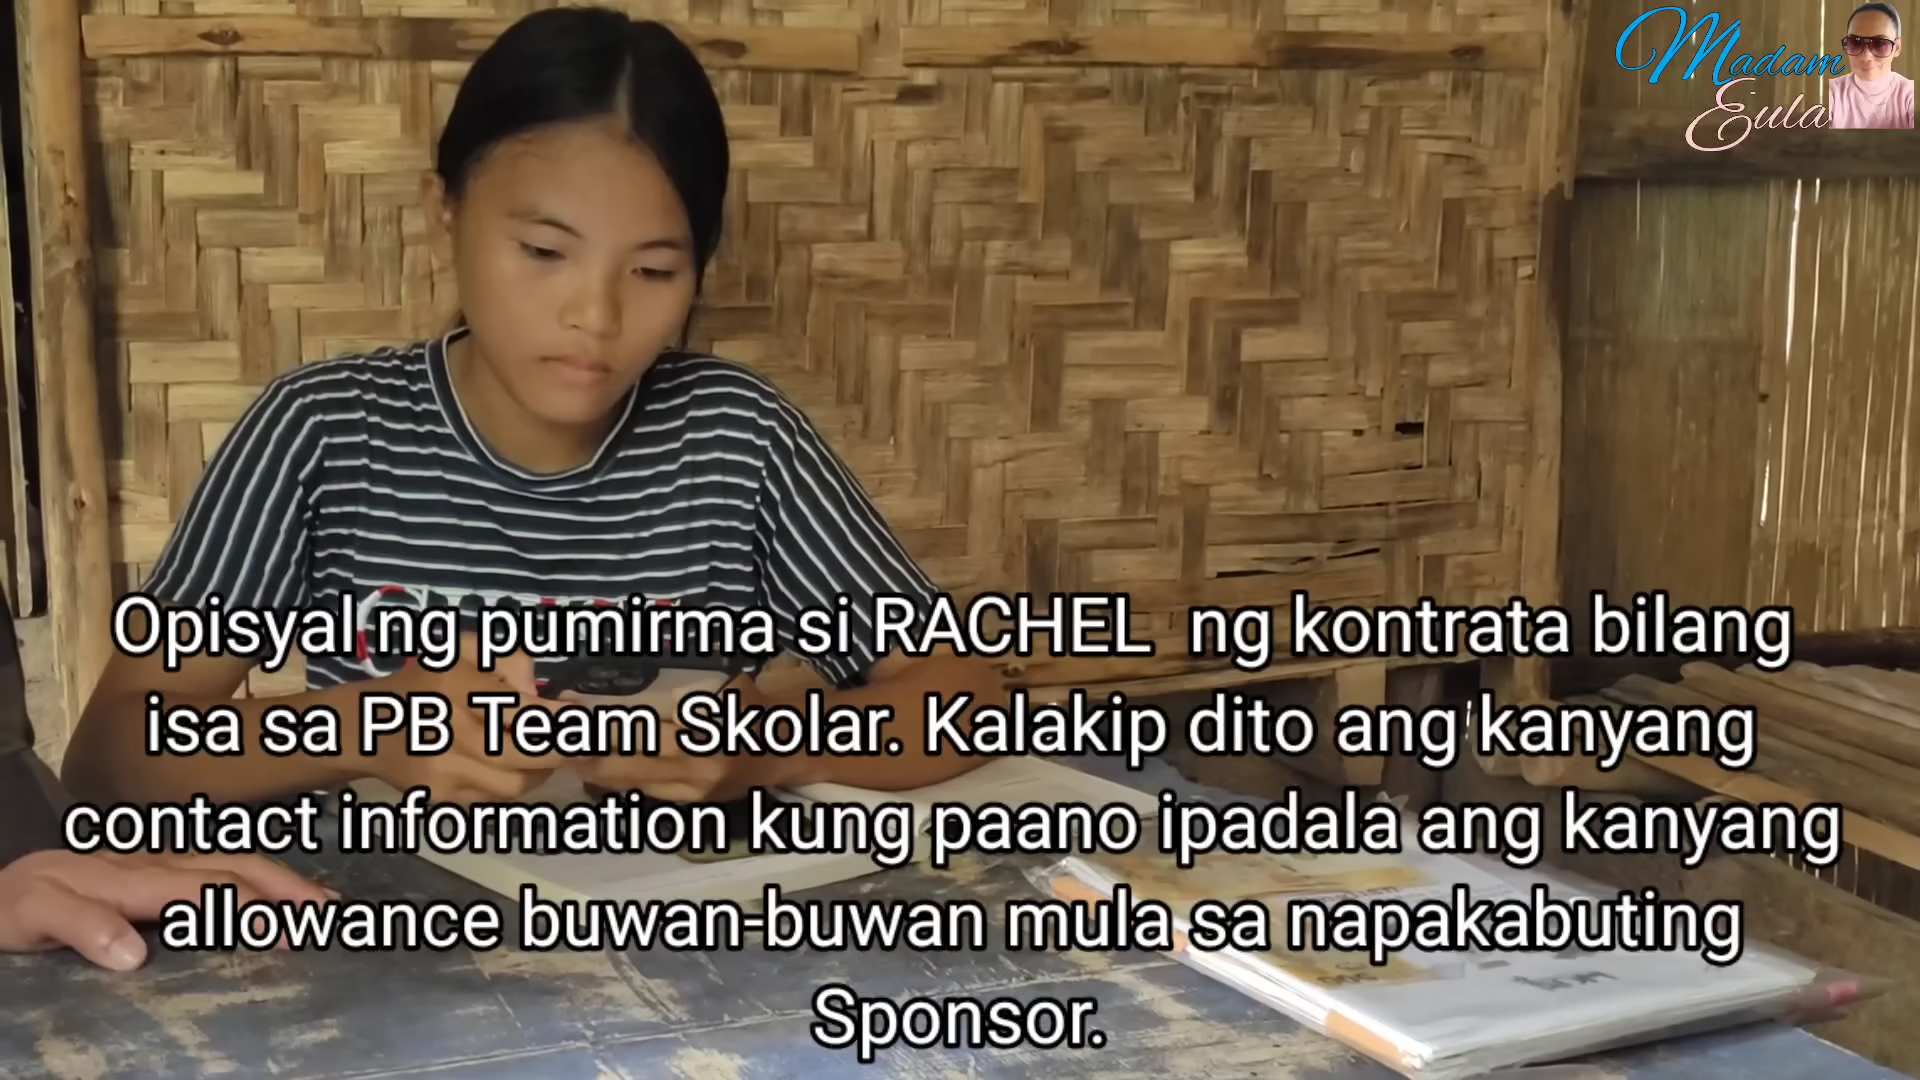 Madam
Eula
Opisyal ng pumirma si RACHEL ng kontrata bilang
isa sa PB Team Skolar. Kalakip dito ang kanyang
contact information kung paano ipadala ang kanyang
allowance buwan-buwan mula sa napakabuting
Sponsor.